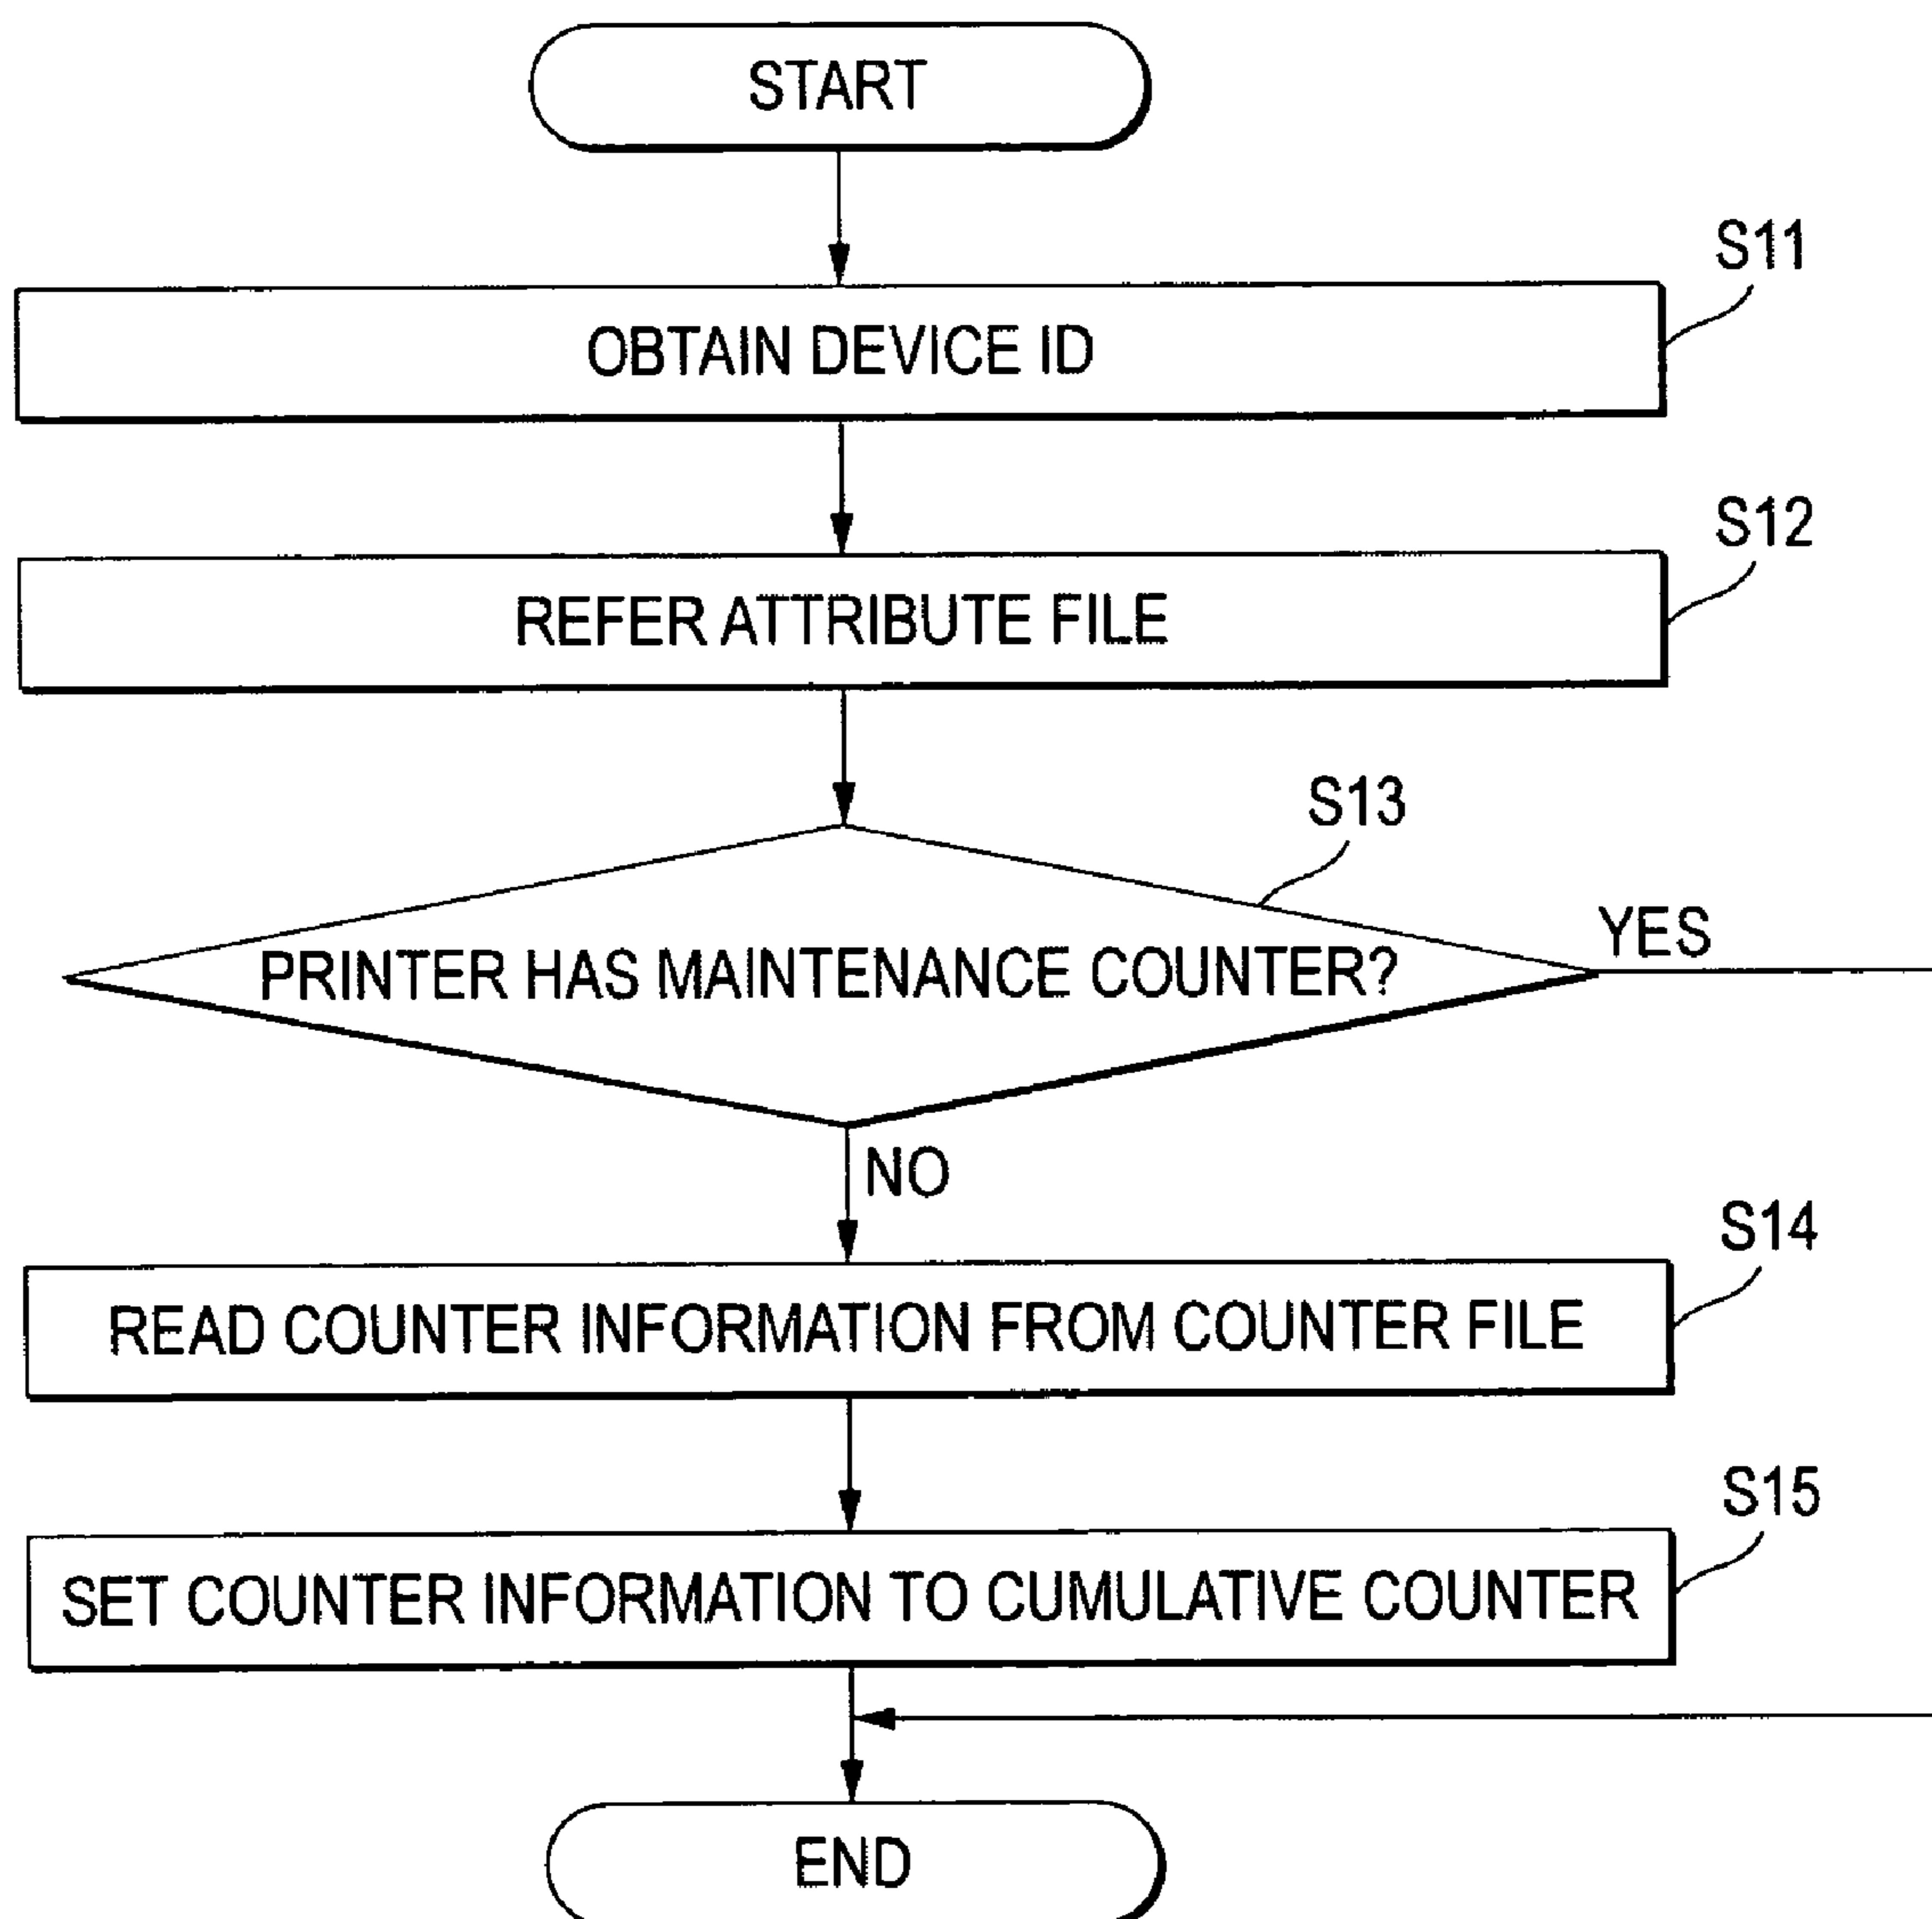 START
S11
OBTAIN DEVICE ID
S12
REFER ATTRIBUTE FILE
S13
YES
PRINTER HAS MAINTENANCE COUNTER?
NO
S14
READ COUNTER INFORMATION FROM COUNTER FILE
S15
SET COUNTER INFORMATION TO CUMULATIVE COUNTER
END